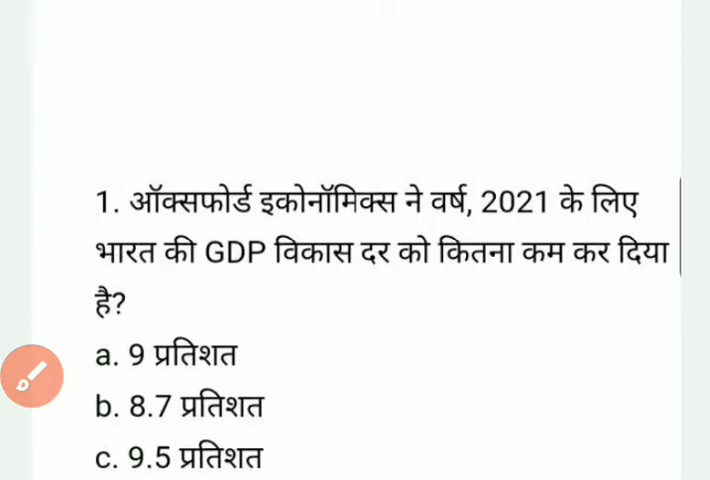 1. ऑक्सफोर्ड इकोनॉमिक्स ने वर्ष, 2021 के लिए
भारत की GDP विकास दर को कितना कम कर दिया
है?
a. 9 प्रतिशत
b. 8.7 प्रतिशत
c. 9.5 प्रतिशत